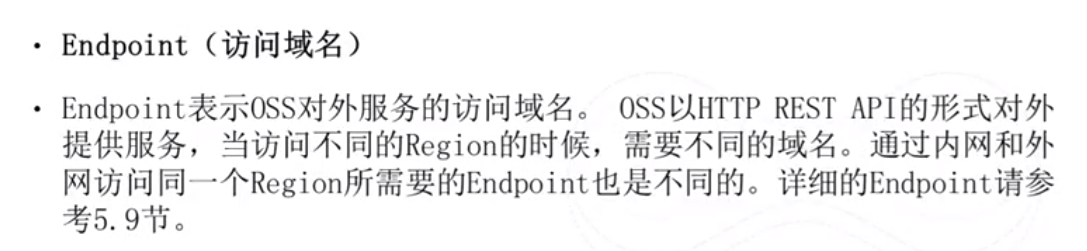 • Endpoint（访问域名）
• Endpoint表示OSS对外服务的访问域名。 OSS以HTTP REST API的形式对外
提供服务，当访问不同的Region的时候，需要不同的域名。通过内网和外
网访问同一个Region所需要的Endpoint也是不同的。详细的Endpoint请参
考5.9节。